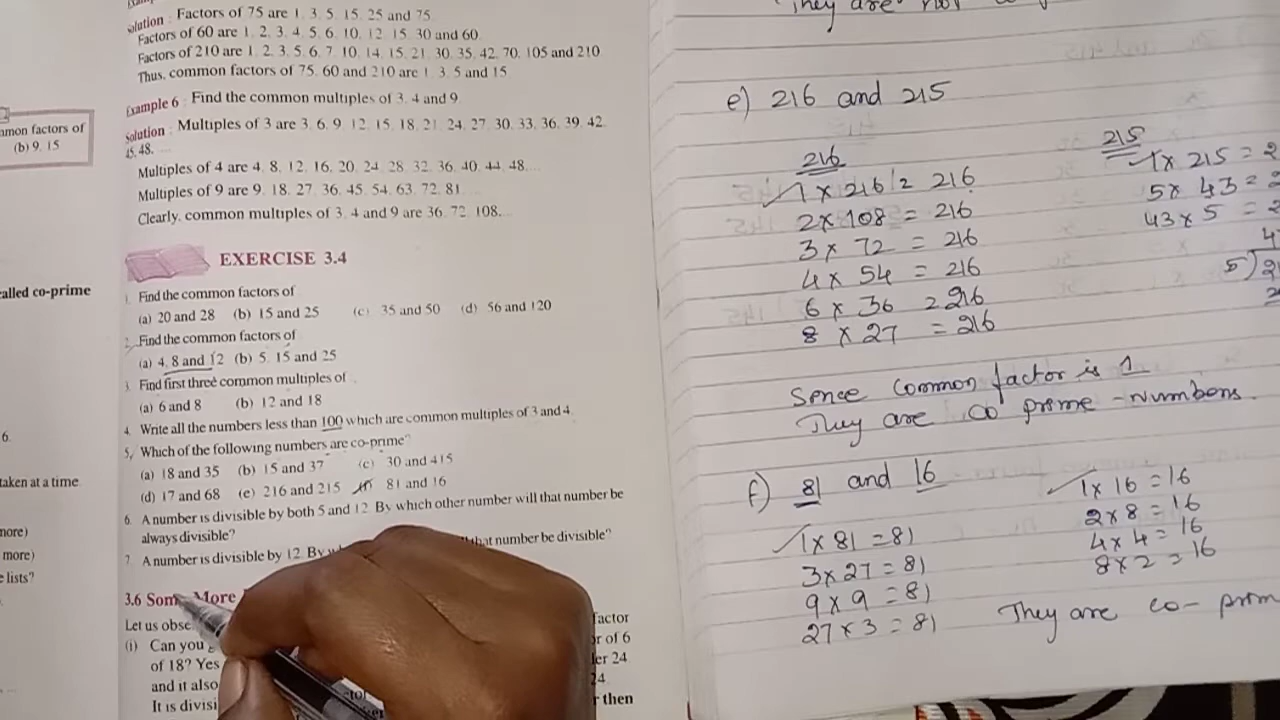 Solution : Factors of 75 are 1, 3, 5, 15, 25 and 75
Factors of 60 are 1, 2, 3, 4, 5, 6, 10, 12, 15, 30 and 60
Factors of 210 are 1, 2, 3, 5, 6, 7, 10, 14, 15, 21, 30, 35, 42, 70, 105 and 210
Thus, common factors of 75, 60 and 210 are 1, 3, 5 and 15
Example 6 : Find the common multiples of 3, 4 and 9
Solution : Multiples of 3 are 3, 6, 9, 12, 15, 18, 21, 24, 27, 30, 33, 36, 39, 42,
45, 48, ...
Multiples of 4 are 4, 8, 12, 16, 20, 24, 28, 32, 36, 40, 44, 48, ...
Multiples of 9 are 9, 18, 27, 36, 45, 54, 63, 72, 81, ...
Clearly, common multiples of 3, 4 and 9 are 36, 72, 108, ...
EXERCISE 3.4
1. Find the common factors of
(a) 20 and 28 (b) 15 and 25 (c) 35 and 50 (d) 56 and 120
2. Find the common factors of
(a) 4, 8 and 12 (b) 5, 15 and 25
3. Find first three common multiples of
(a) 6 and 8 (b) 12 and 18
4. Write all the numbers less than 100 which are common multiples of 3 and 4.
5. Which of the following numbers are co-prime?
(a) 18 and 35 (b) 15 and 37 (c) 30 and 415
(d) 17 and 68 (e) 216 and 215 81 and 16
6. A number is divisible by both 5 and 12. By which other number will that number be
always divisible?
7. A number is divisible by 12. By that number be divisible?
3.6 Some More
Let us
(i) Can you factor
of 18? Yes of 6
and it also 24
It is then
factors of
(b) 9, 15
called co-prime
6.
taken at a time.
more)
more)
lists?
They are not
e) 216 and 215
216
1 x 216 = 216
2 x 108 = 216
3 x 72 = 216
4 x 54 = 216
6 x 36 = 216
8 x 27 = 216
215
1 x 215 =
5 x 43 =
43 x 5 =
5)
Sence common factor is 1
They are co prime -numbers.
f) 81 and 16
1 x 81 = 81
3 x 27 = 81
9 x 9 = 81
27 x 3 = 81
1 x 16 = 16
2 x 8 = 16
4 x 4 = 16
8 x 2 = 16
They are co-